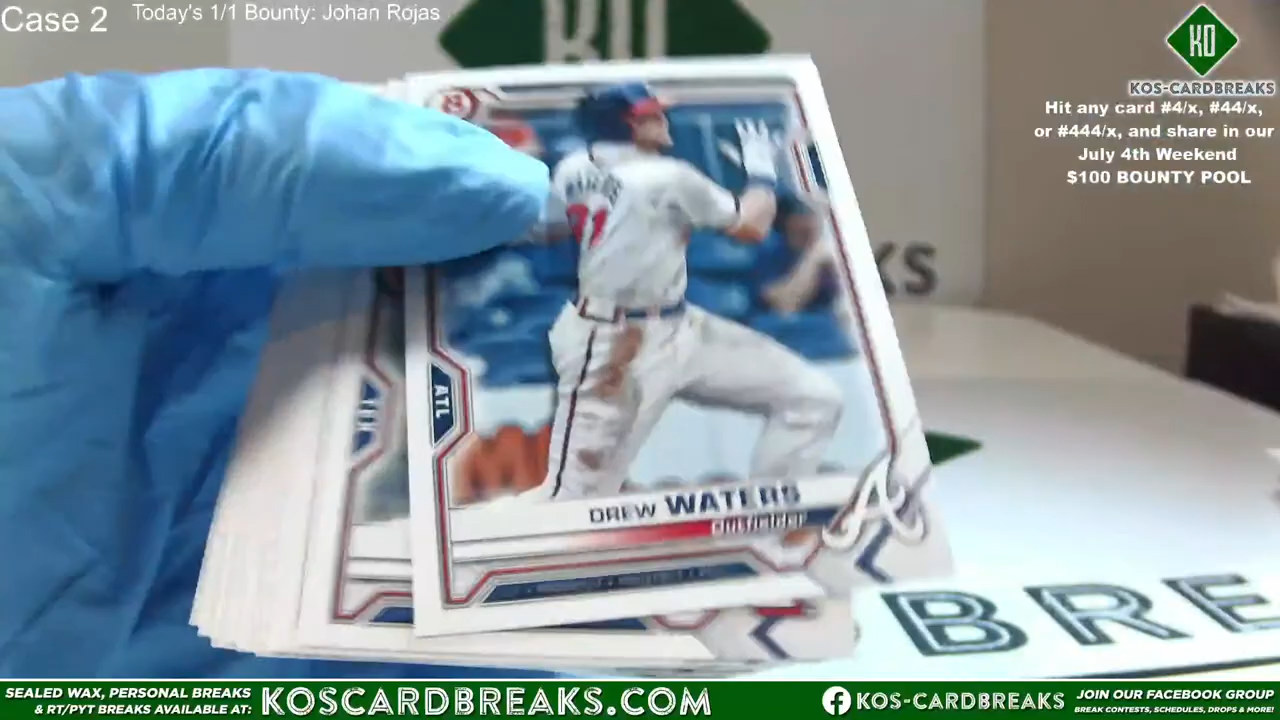 Case 2
Today's 1/1 Bounty: Johan Rojas
KO
KOS-CARDBREAKS
Hit any card #4/x, #44/x,
or #444/x, and share in our
July 4th Weekend
$100 BOUNTY POOL
KS
ATL
DREW WATERS
Outfielder
BRE
SEALED WAX, PERSONAL BREAKS
& RT/PYT BREAKS AVAILABLE AT:
KOSCARDBREAKS.COM
KOS-CARDBREAKS
JOIN OUR FACEBOOK GROUP
BREAK CONTESTS, SCHEDULES, DROPS & MORE!